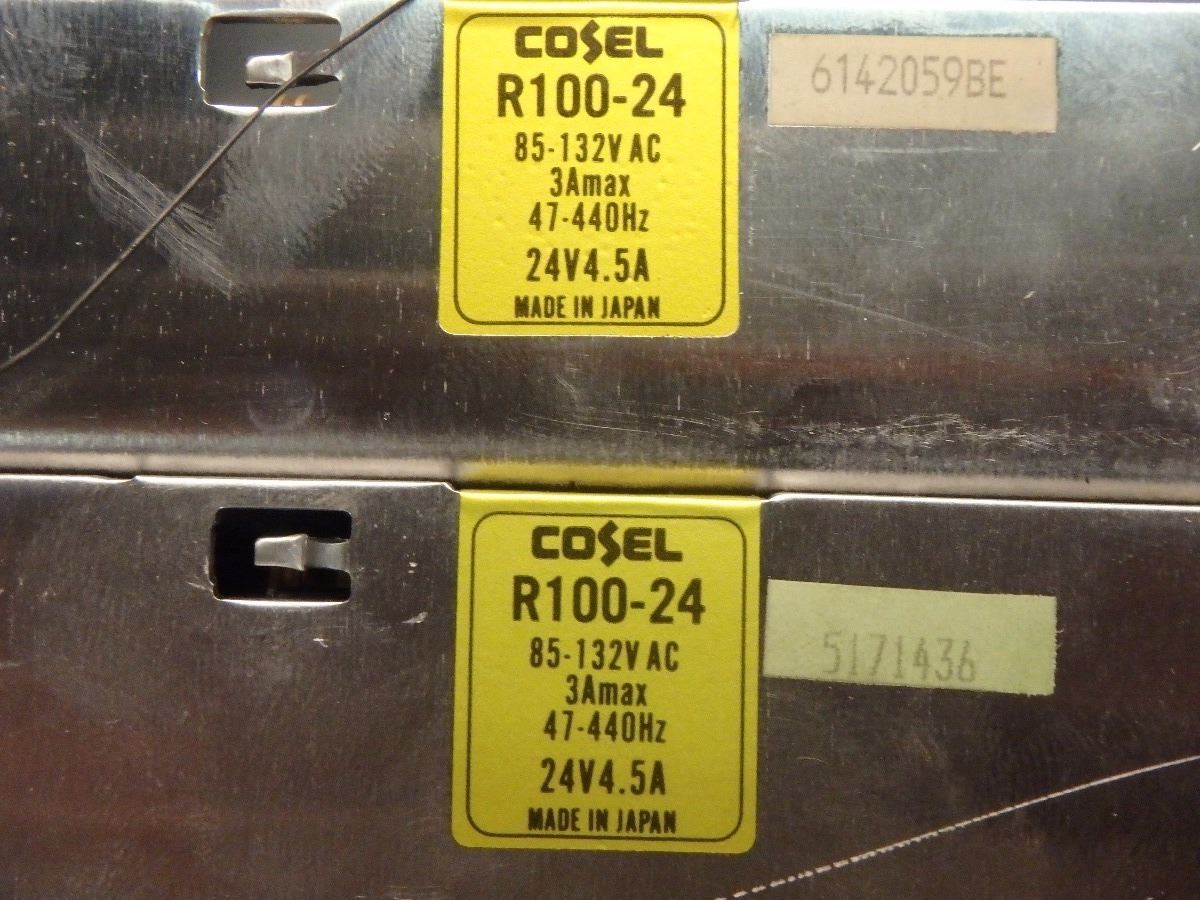 COSEL
R100-24
85-132V AC
3Amax
47-440Hz
24V4.5A
MADE IN JAPAN
6142059BE
COSEL
R100-24
85-132V AC
3Amax
47-440Hz
24V4.5A
MADE IN JAPAN
5171436